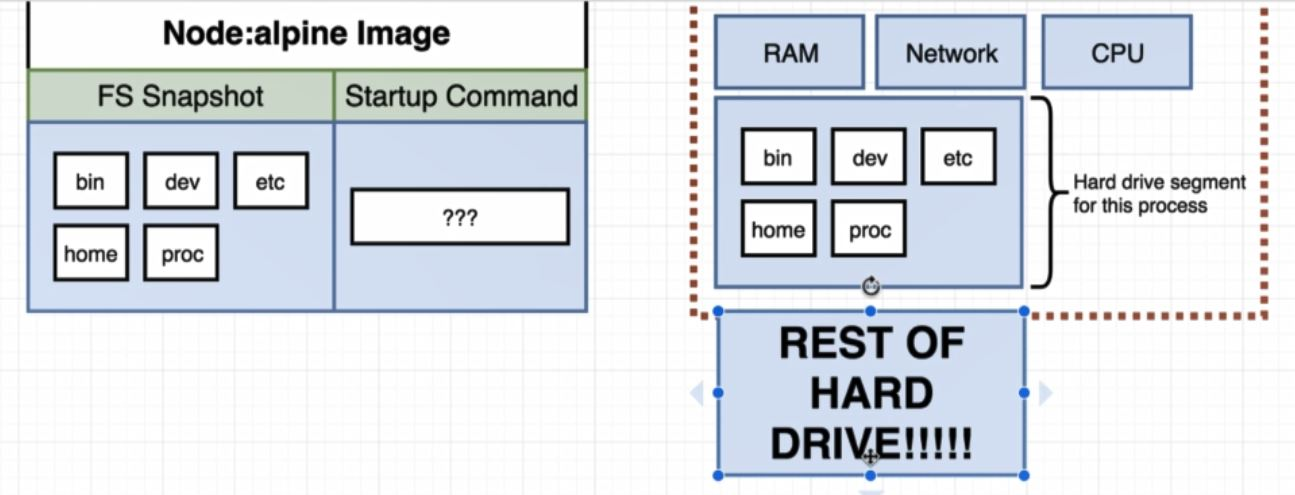 Node:alpine Image
FS Snapshot
Startup Command
bin
dev
etc
home
proc
???
RAM
Network
CPU
bin
dev
etc
home
proc
Hard drive segment
for this process
REST OF
HARD
DRIVE!!!!!